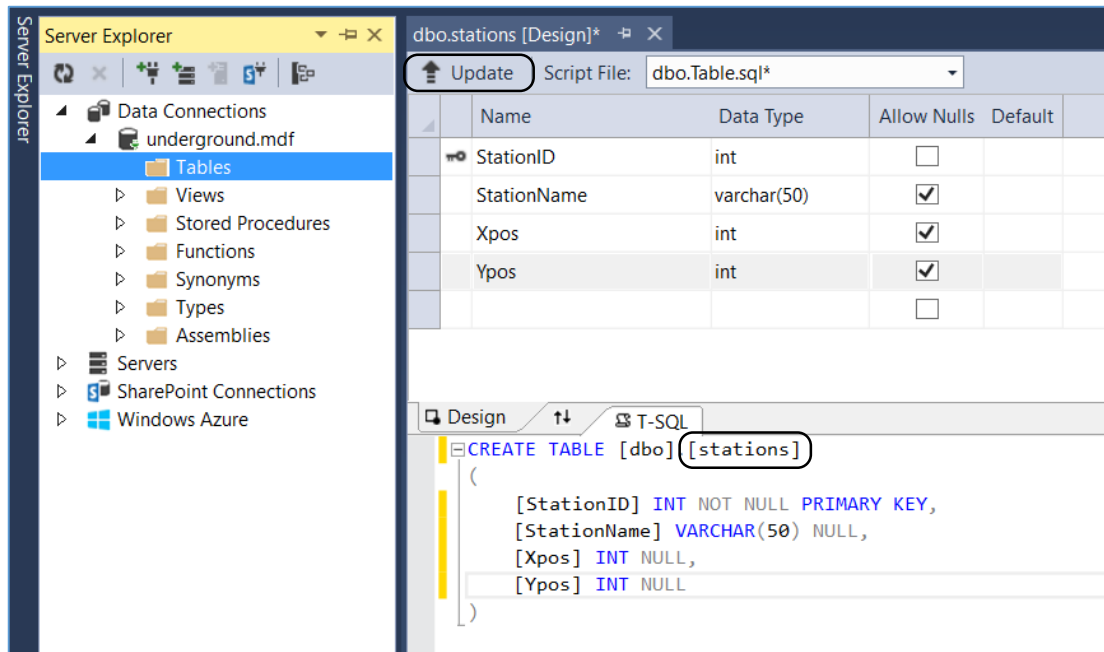 Server Explorer
Server Explorer
Data Connections
underground.mdf
Tables
Views
Stored Procedures
Functions
Synonyms
Types
Assemblies
Servers
SharePoint Connections
Windows Azure
dbo.stations [Design]*
Update Script File: dbo.Table.sql*
Name Data Type Allow Nulls Default
StationID int
StationName varchar(50)
Xpos int
Ypos int
Design T-SQL
CREATE TABLE [dbo].[stations]
(
[StationID] INT NOT NULL PRIMARY KEY,
[StationName] VARCHAR(50) NULL,
[Xpos] INT NULL,
[Ypos] INT NULL
)